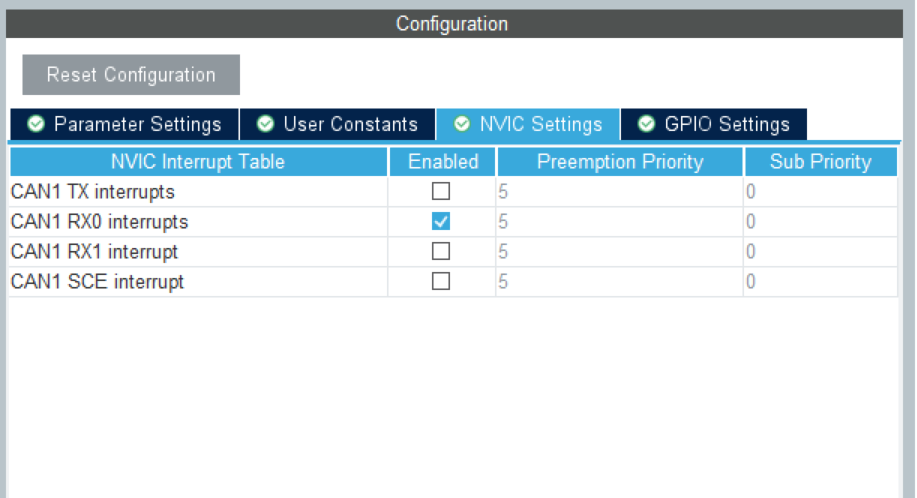 Configuration
Reset Configuration
Parameter Settings User Constants NVIC Settings GPIO Settings
NVIC Interrupt Table Enabled Preemption Priority Sub Priority
CAN1 TX interrupts 5 0
CAN1 RX0 interrupts 5 0
CAN1 RX1 interrupt 5 0
CAN1 SCE interrupt 5 0